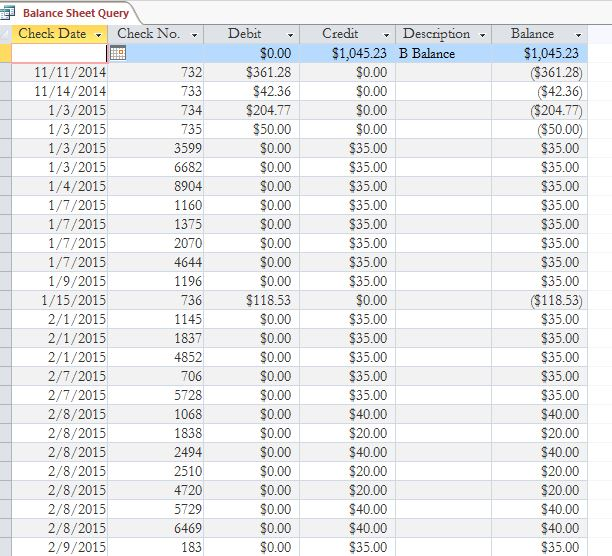 Balance Sheet Query
Check Date Check No. Debit Credit Description Balance
$0.00 $1,045.23 B Balance $1,045.23
11/11/2014 732 $361.28 $0.00 ($361.28)
11/14/2014 733 $42.36 $0.00 ($42.36)
1/3/2015 734 $204.77 $0.00 ($204.77)
1/3/2015 735 $50.00 $0.00 ($50.00)
1/3/2015 3599 $0.00 $35.00 $35.00
1/3/2015 6682 $0.00 $35.00 $35.00
1/4/2015 8904 $0.00 $35.00 $35.00
1/7/2015 1160 $0.00 $35.00 $35.00
1/7/2015 1375 $0.00 $35.00 $35.00
1/7/2015 2070 $0.00 $35.00 $35.00
1/7/2015 4644 $0.00 $35.00 $35.00
1/9/2015 1196 $0.00 $35.00 $35.00
1/15/2015 736 $118.53 $0.00 ($118.53)
2/1/2015 1145 $0.00 $35.00 $35.00
2/1/2015 1837 $0.00 $35.00 $35.00
2/1/2015 4852 $0.00 $35.00 $35.00
2/7/2015 706 $0.00 $35.00 $35.00
2/7/2015 5728 $0.00 $35.00 $35.00
2/8/2015 1068 $0.00 $40.00 $40.00
2/8/2015 1838 $0.00 $20.00 $20.00
2/8/2015 2494 $0.00 $40.00 $40.00
2/8/2015 2510 $0.00 $20.00 $20.00
2/8/2015 4720 $0.00 $20.00 $20.00
2/8/2015 5729 $0.00 $40.00 $40.00
2/8/2015 6469 $0.00 $40.00 $40.00
2/9/2015 183 $0.00 $35.00 $35.00